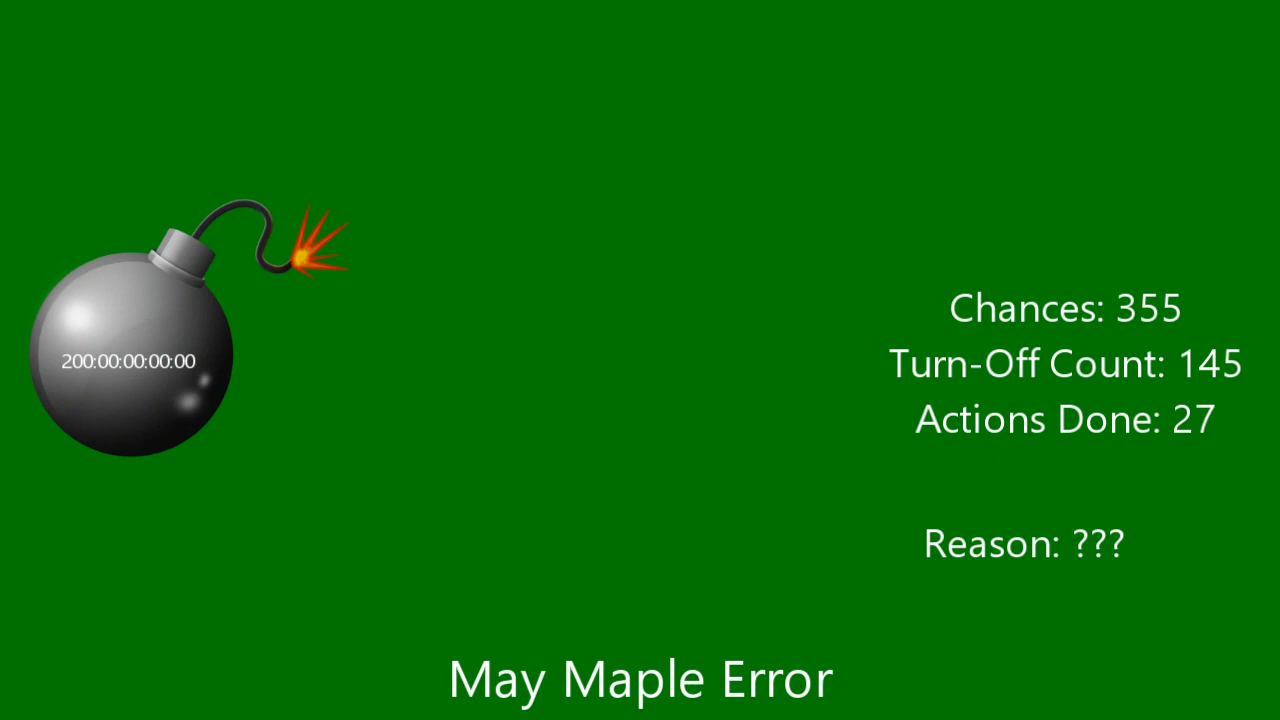 200:00:00:00:00
Chances: 355
Turn-Off Count: 145
Actions Done: 27
Reason: ???
May Maple Error